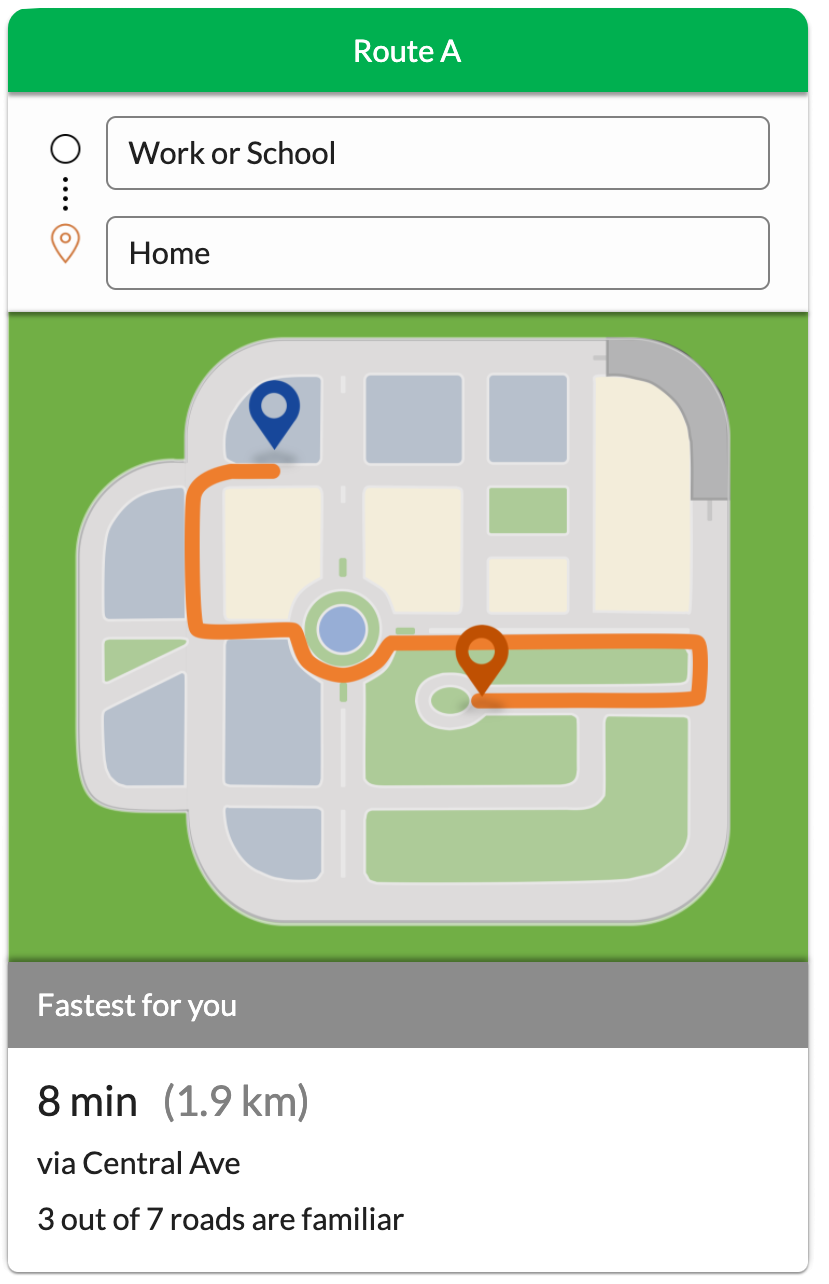 Route A
Work or School
Home
Fastest for you
8 min (1.9 km)
via Central Ave
3 out of 7 roads are familiar